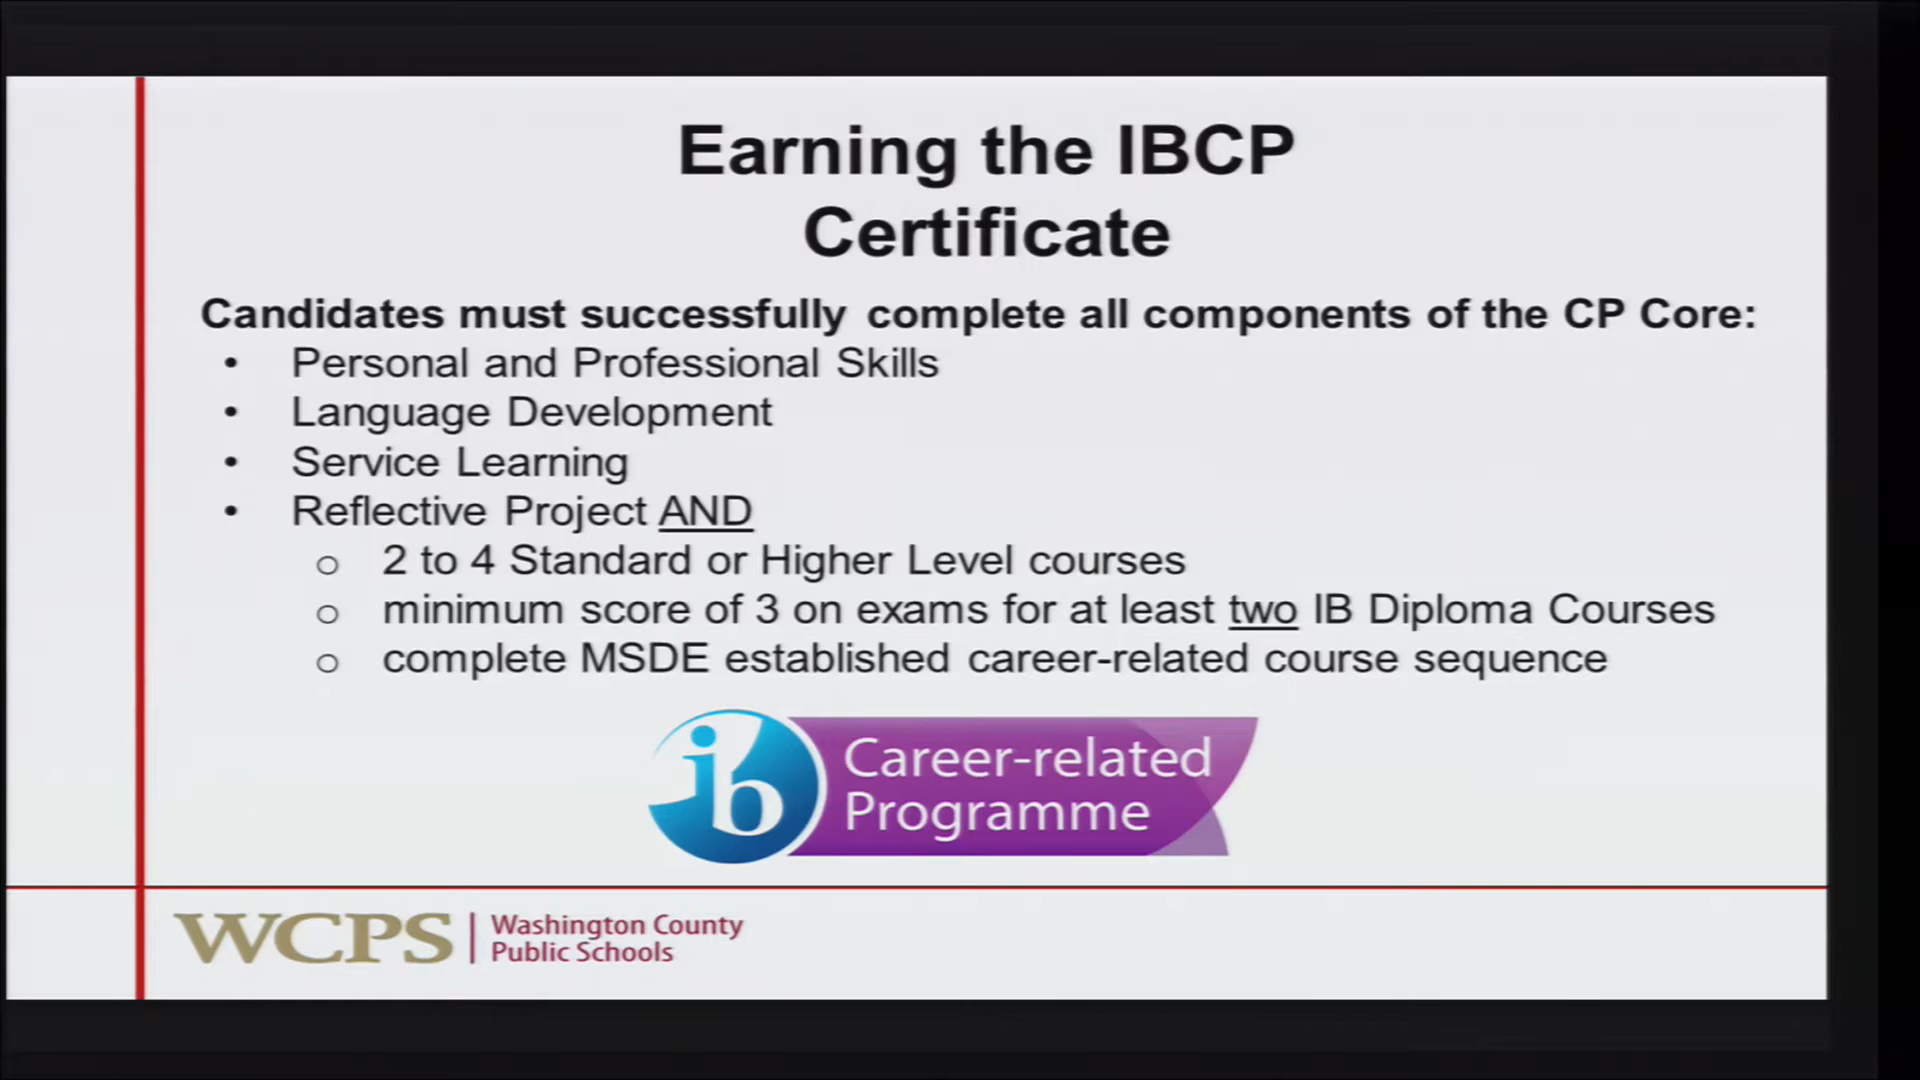 Earning the IBCP
Certificate
Candidates must successfully complete all components of the CP Core:
• Personal and Professional Skills
• Language Development
• Service Learning
• Reflective Project AND
o 2 to 4 Standard or Higher Level courses
o minimum score of 3 on exams for at least two IB Diploma Courses
o complete MSDE established career-related course sequence
ib
Career-related
Programme
WCPS
Washington County
Public Schools